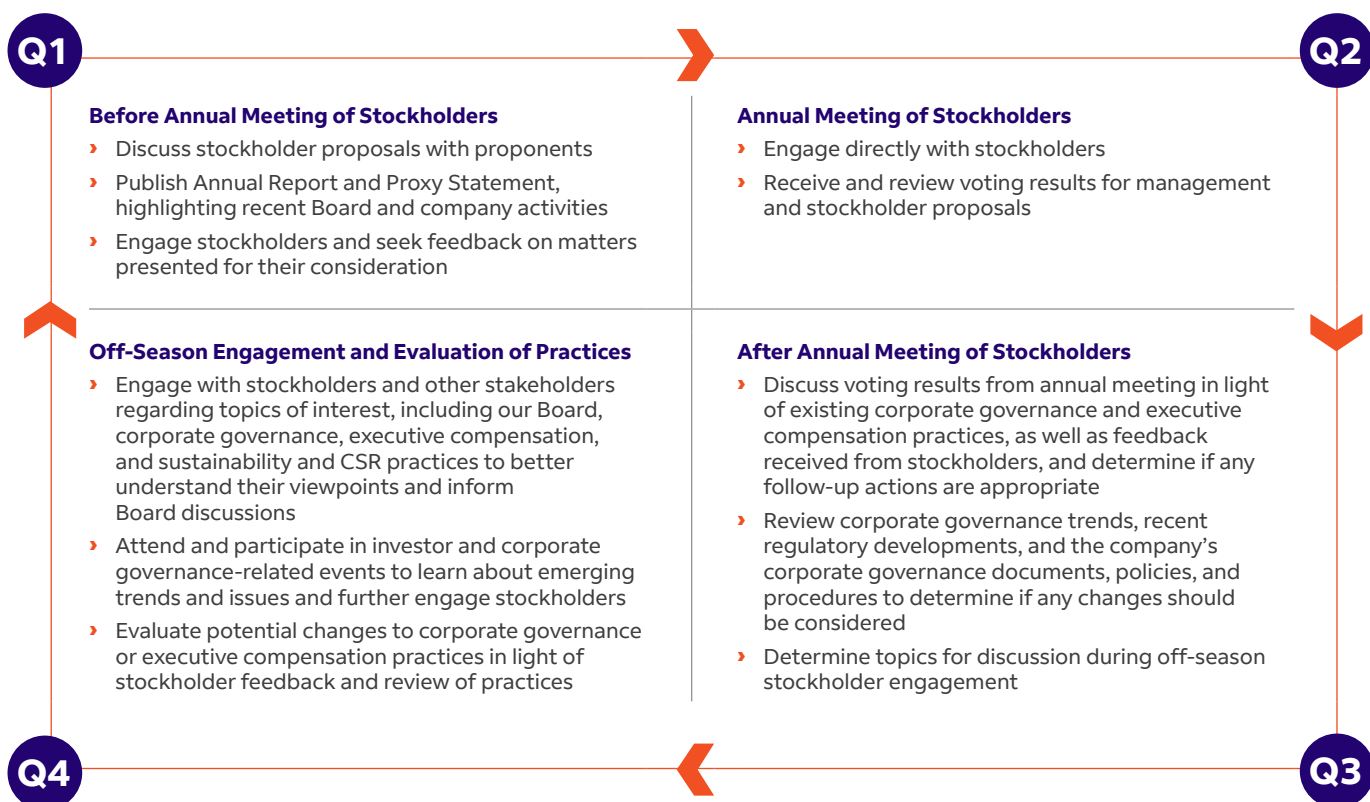 Q1
Q2
Before Annual Meeting of Stockholders
› Discuss stockholder proposals with proponents
› Publish Annual Report and Proxy Statement,
highlighting recent Board and company activities
› Engage stockholders and seek feedback on matters
presented for their consideration
Annual Meeting of Stockholders
› Engage directly with stockholders
› Receive and review voting results for management
and stockholder proposals
Off-Season Engagement and Evaluation of Practices
› Engage with stockholders and other stakeholders
regarding topics of interest, including our Board,
corporate governance, executive compensation,
and sustainability and CSR practices to better
understand their viewpoints and inform
Board discussions
› Attend and participate in investor and corporate
governance-related events to learn about emerging
trends and issues and further engage stockholders
› Evaluate potential changes to corporate governance
or executive compensation practices in light of
stockholder feedback and review of practices
After Annual Meeting of Stockholders
› Discuss voting results from annual meeting in light
of existing corporate governance and executive
compensation practices, as well as feedback
received from stockholders, and determine if any
follow-up actions are appropriate
› Review corporate governance trends, recent
regulatory developments, and the company’s
corporate governance documents, policies, and
procedures to determine if any changes should
be considered
› Determine topics for discussion during off-season
stockholder engagement
Q4
Q3